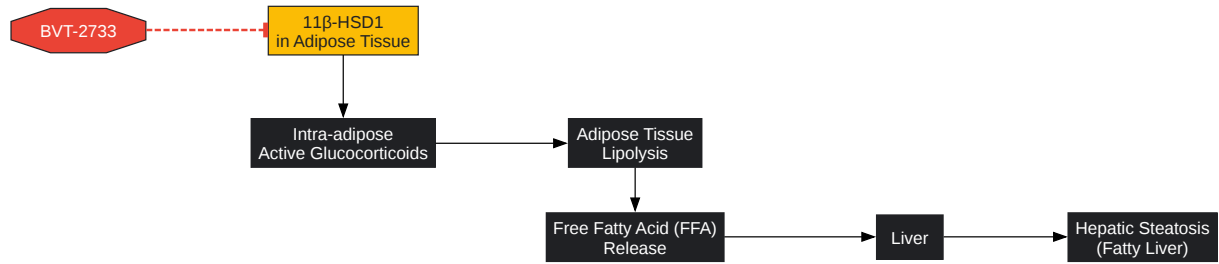 BVT-2733
11β-HSD1
in Adipose Tissue
Intra-adipose
Active Glucocorticoids
Adipose Tissue
Lipolysis
Free Fatty Acid (FFA)
Release
Liver
Hepatic Steatosis
(Fatty Liver)